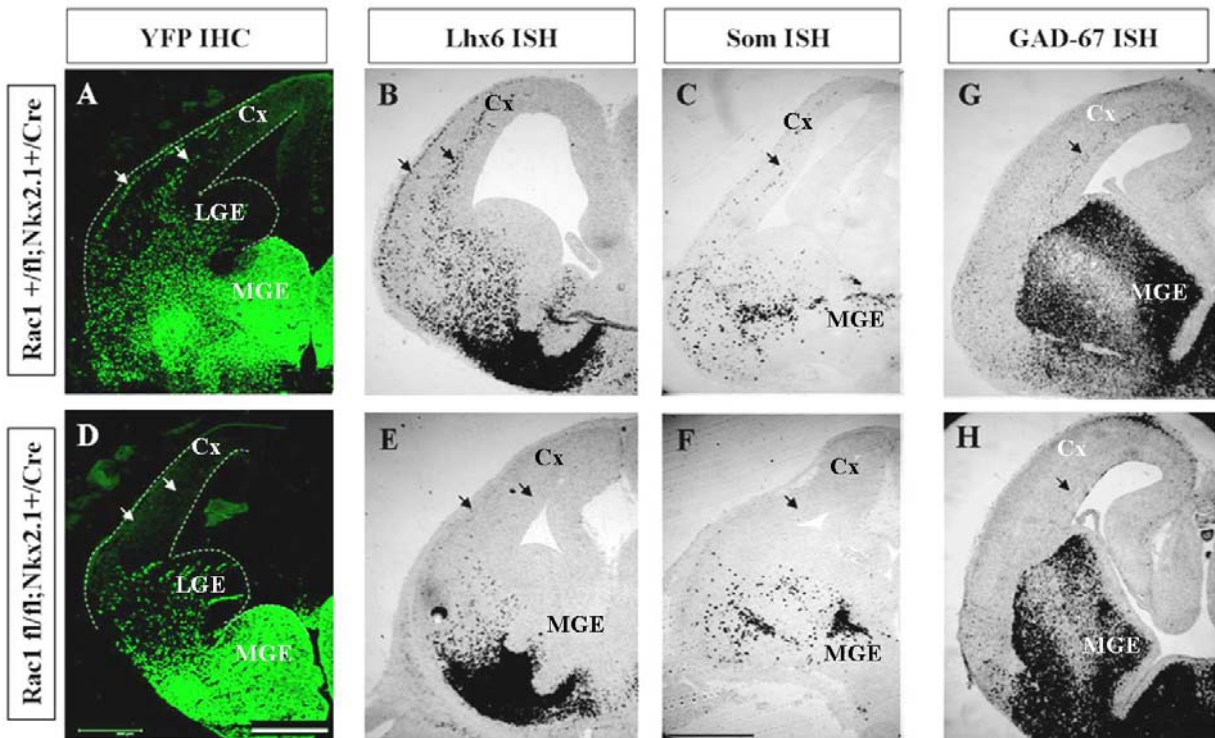 YFP IHC
Lhx6 ISH
Som ISH
GAD-67 ISH
Rac1 +/fl;Nkx2.1+/Cre
A
Cx
LGE
MGE
B
Cx
C
Cx
MGE
G
Cx
MGE
Rac1 fl/fl;Nkx2.1+/Cre
D
Cx
LGE
MGE
E
Cx
MGE
F
Cx
MGE
H
Cx
MGE